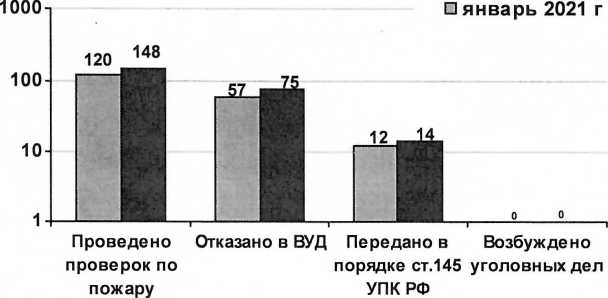 1000
январь 2021 г
120 148
100
57 75
10
12 14
1
0 0
Проведено
проверок по
пожару
Отказано в ВУД
Передано в
порядке ст.145
УПК РФ
Возбуждено
уголовных дел